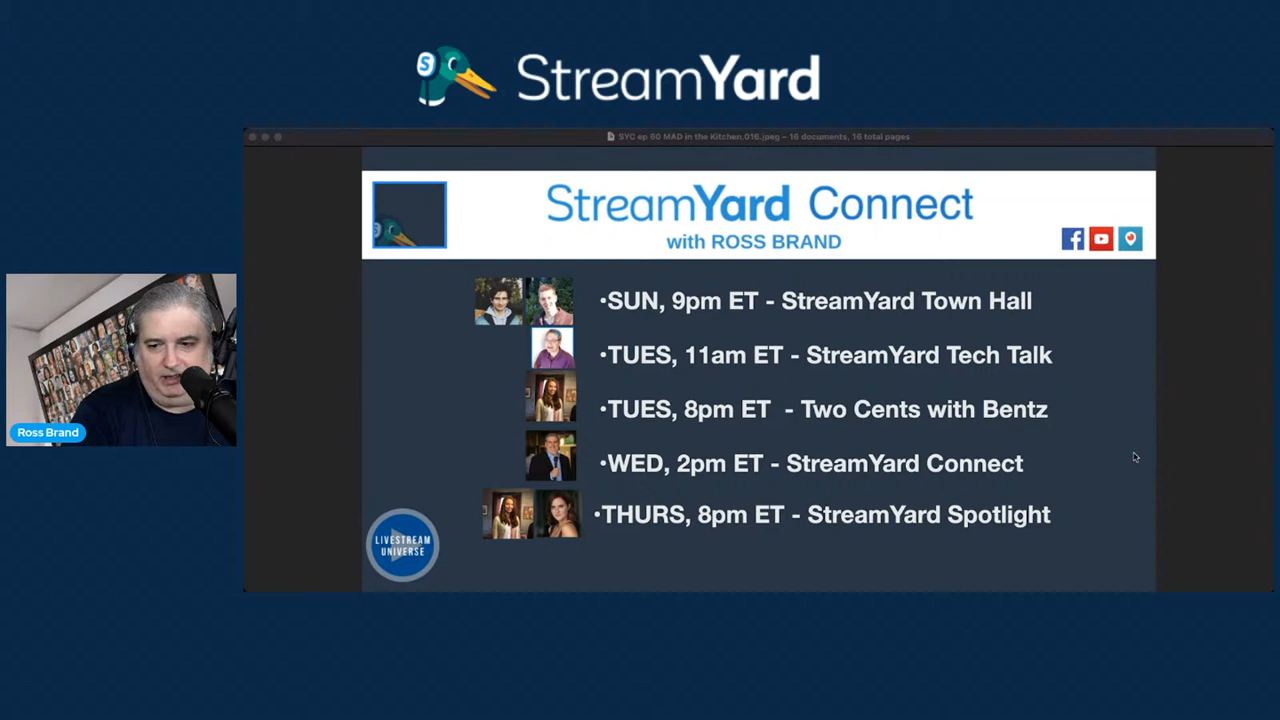 S StreamYard
SYC ep 60 MAD in the Kitchen.016.jpeg – 16 documents, 16 total pages
StreamYard Connect
with ROSS BRAND
•SUN, 9pm ET - StreamYard Town Hall
•TUES, 11am ET - StreamYard Tech Talk
•TUES, 8pm ET - Two Cents with Bentz
•WED, 2pm ET - StreamYard Connect
•THURS, 8pm ET - StreamYard Spotlight
Ross Brand
LIVESTREAM
UNIVERSE